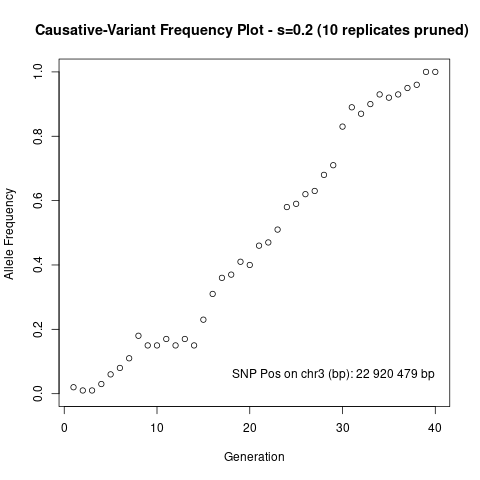 Causative-Variant Frequency Plot - s=0.2 (10 replicates pruned)
Allele Frequency
1.0
0.8
0.6
0.4
0.2
0.0
SNP Pos on chr3 (bp): 22 920 479 bp
0 10 20 30 40
Generation